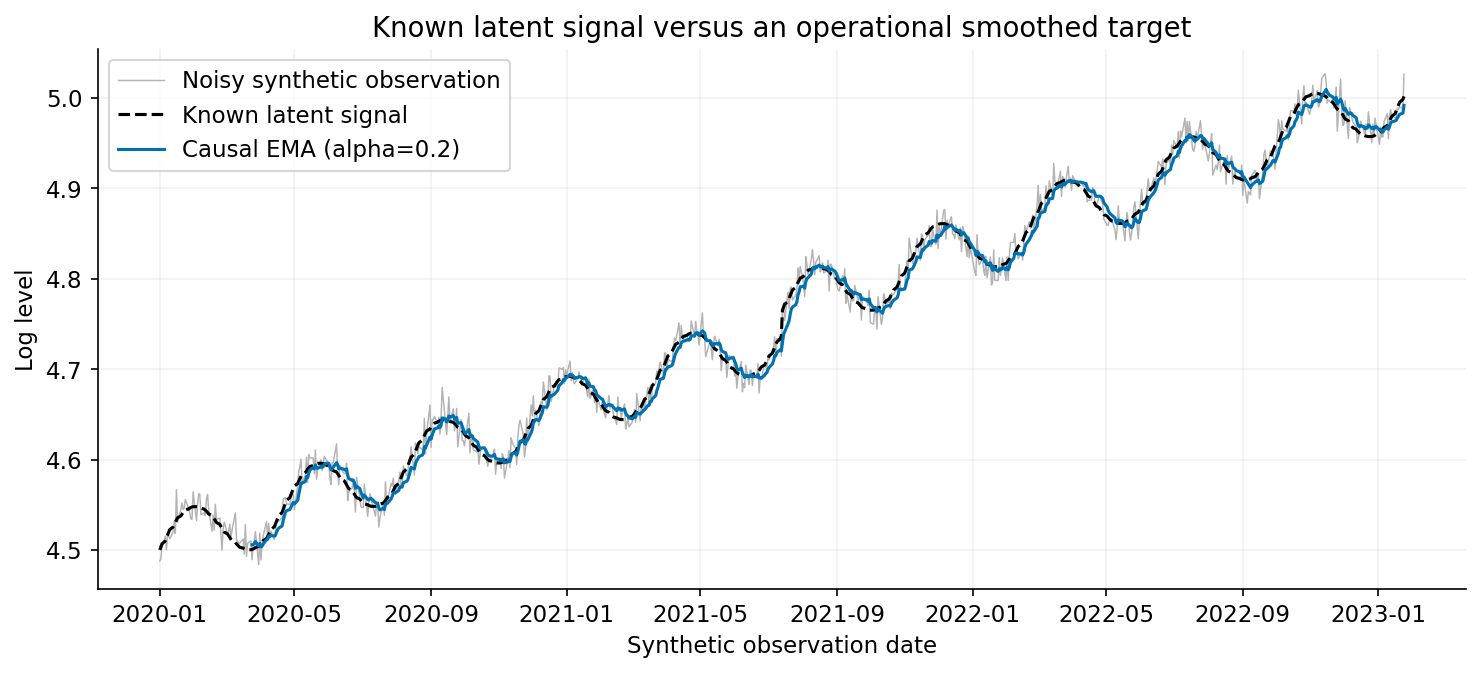 Known latent signal versus an operational smoothed target
Noisy synthetic observation
Known latent signal
Causal EMA (alpha=0.2)
Log level
5.0
4.9
4.8
4.7
4.6
4.5
2020-01 2020-05 2020-09 2021-01 2021-05 2021-09 2022-01 2022-05 2022-09 2023-01
Synthetic observation date